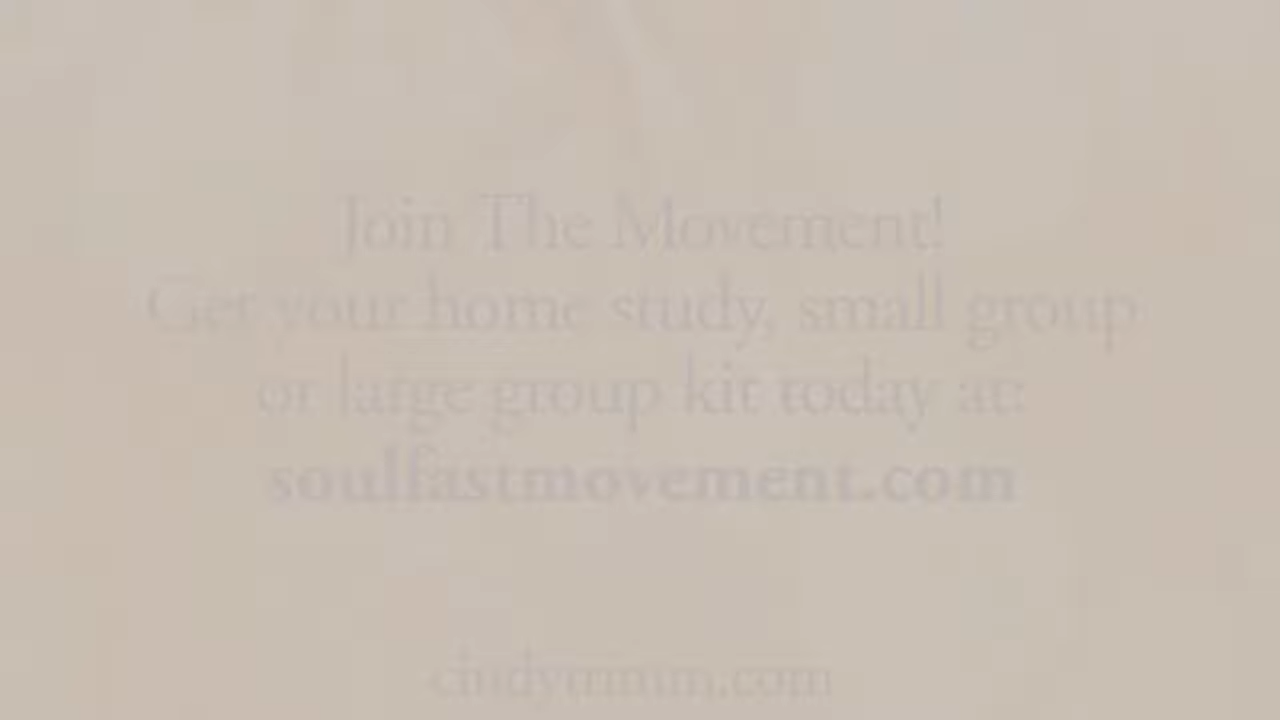 Join The Movement!
Get your home study, small group
or large group kit today at:
soulfastmovement.com